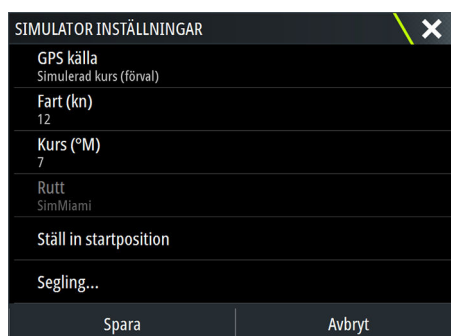 SIMULATOR INSTÄLLNINGAR
GPS källa
Simulerad kurs (förval)
Fart (kn)
12
Kurs (°M)
7
Rutt
SimMiami
Ställ in startposition
Segling...
Spara
Avbryt